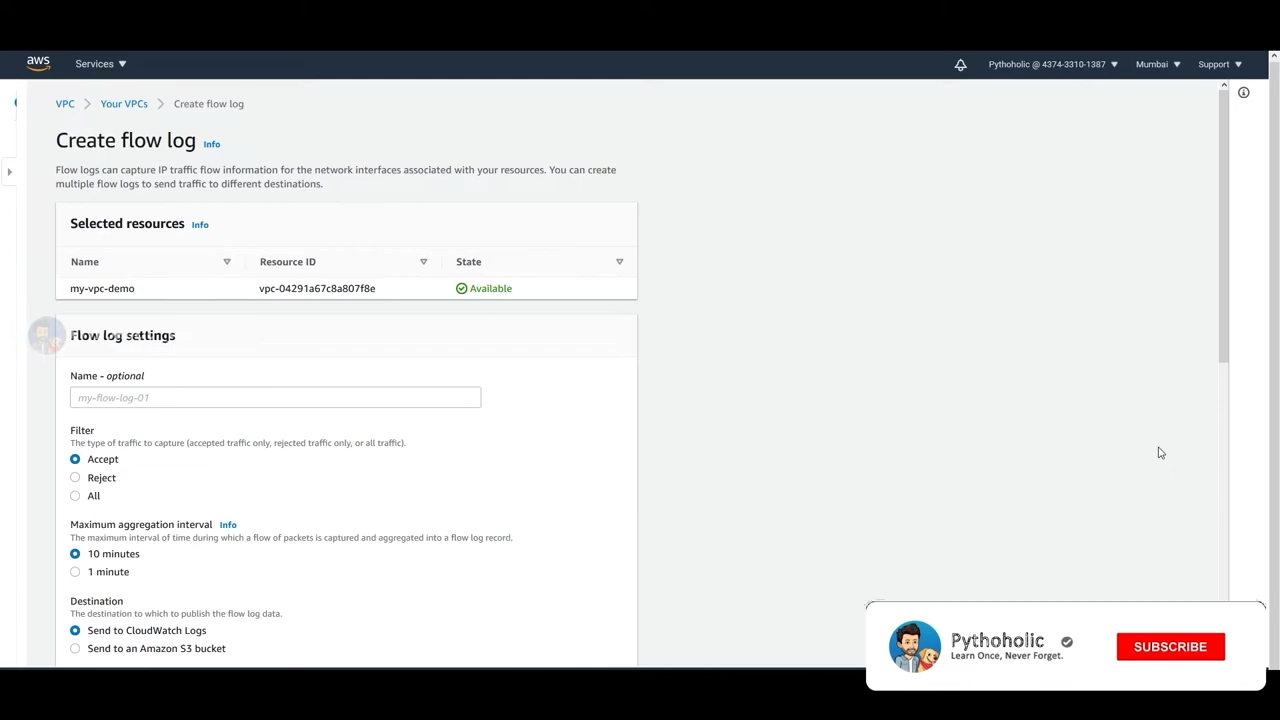 aws
Services
Pythoholic @ 4374-3310-1387
Mumbai
Support
VPC
Your VPCs
Create flow log
Create flow log Info
Flow logs can capture IP traffic flow information for the network interfaces associated with your resources. You can create
multiple flow logs to send traffic to different destinations.
Selected resources Info
Name
Resource ID
State
my-vpc-demo
vpc-04291a67c8a807f8e
Available
Flow log settings
Name - optional
my-flow-log-01
Filter
The type of traffic to capture (accepted traffic only, rejected traffic only, or all traffic).
Accept
Reject
All
Maximum aggregation interval Info
The maximum interval of time during which a flow of packets is captured and aggregated into a flow log record.
10 minutes
1 minute
Destination
The destination to which to publish the flow log data.
Send to CloudWatch Logs
Send to an Amazon S3 bucket
Pythoholic
Learn Once, Never Forget.
SUBSCRIBE